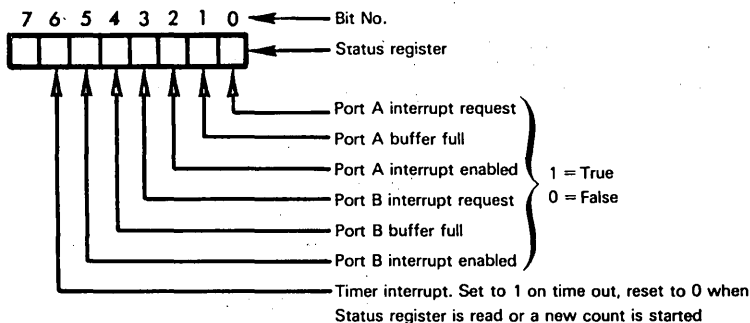 7 6 5 4 3 2 1 0 Bit No.
Status register
Port A interrupt request
Port A buffer full
Port A interrupt enabled
Port B interrupt request
Port B buffer full
Port B interrupt enabled
1 = True
0 = False
Timer interrupt. Set to 1 on time out, reset to 0 when
Status register is read or a new count is started